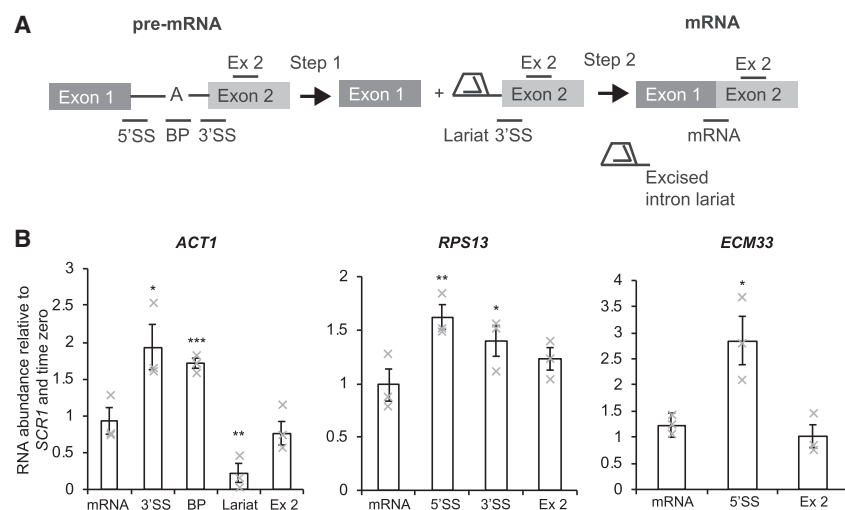 A
pre-mRNA
mRNA
Ex 2
Step 1
Ex 2
Step 2
Ex 2
Exon 1
A
Exon 2
Exon 1
+
Exon 2
Exon 1
Exon 2
5'SS
BP
3'SS
Lariat 3'SS
mRNA
Excised
intron lariat
B
ACT1
RPS13
ECM33
RNA abundance relative to
SCR1 and time zero
3
2.5
2
1.5
1
0.5
0
*
***
**
mRNA
3'SS
BP
Lariat
Ex 2
2
1.5
1
0.5
0
**
*
mRNA
5'SS
3'SS
Ex 2
4
3.5
3
2.5
2
1.5
1
0.5
0
*
mRNA
5'SS
Ex 2